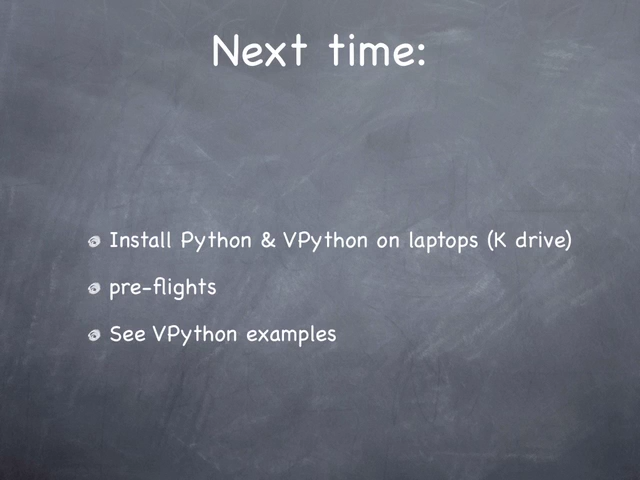 Next time:
Install Python & VPython on laptops (K drive)
pre-flights
See VPython examples